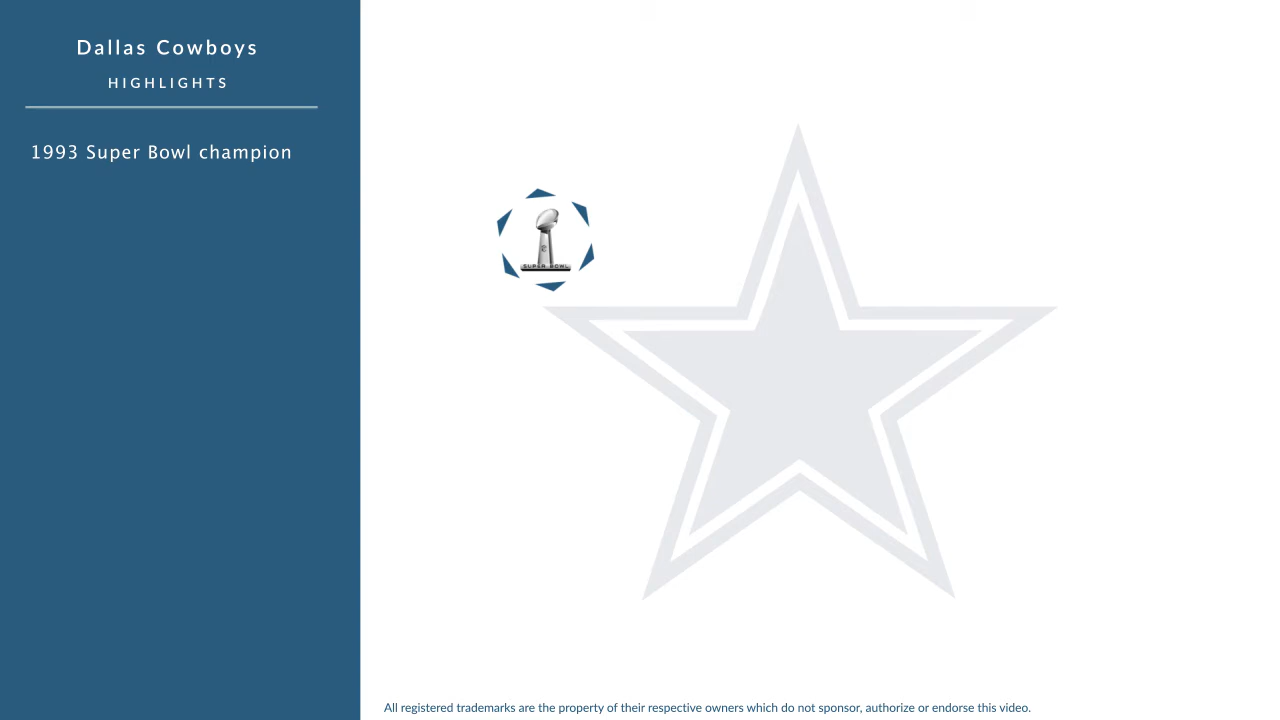 Dallas Cowboys
HIGHLIGHTS
1993 Super Bowl champion
SUPER BOWL
All registered trademarks are the property of their respective owners which do not sponsor, authorize or endorse this video.